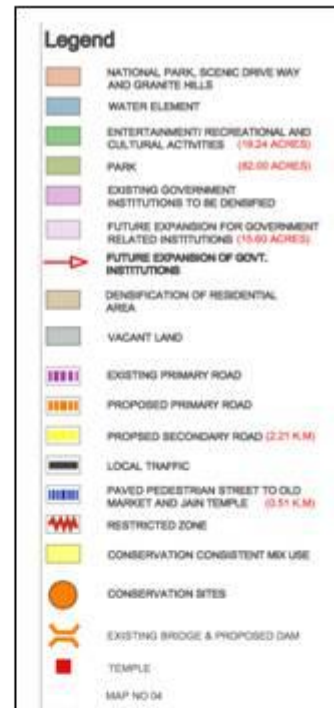 Legend
NATIONAL PARK, SCENIC DRIVE WAY
AND GRANITE HILLS
WATER ELEMENT
ENTERTAINMENT/ RECREATIONAL AND
CULTURAL ACTIVITIES (19.24 ACRES)
PARK (62.00 ACRES)
EXISTING GOVERNMENT
INSTITUTIONS TO BE DENSIFIED
FUTURE EXPANSION FOR GOVERNMENT
RELATED INSTITUTIONS (15.60 ACRES)
FUTURE EXPANSION OF GOVT.
INSTITUTIONS
DENSIFICATION OF RESIDENTIAL
AREA
VACANT LAND
EXISTING PRIMARY ROAD
PROPOSED PRIMARY ROAD
PROPSED SECONDARY ROAD (2.21 K.M)
LOCAL TRAFFIC
PAVED PEDESTRIAN STREET TO OLD
MARKET AND JAIN TEMPLE (0.51 K.M)
RESTRICTED ZONE
CONSERVATION CONSISTENT MIX USE
CONSERVATION SITES
EXISTING BRIDGE & PROPOSED DAM
TEMPLE
MAP NO 04